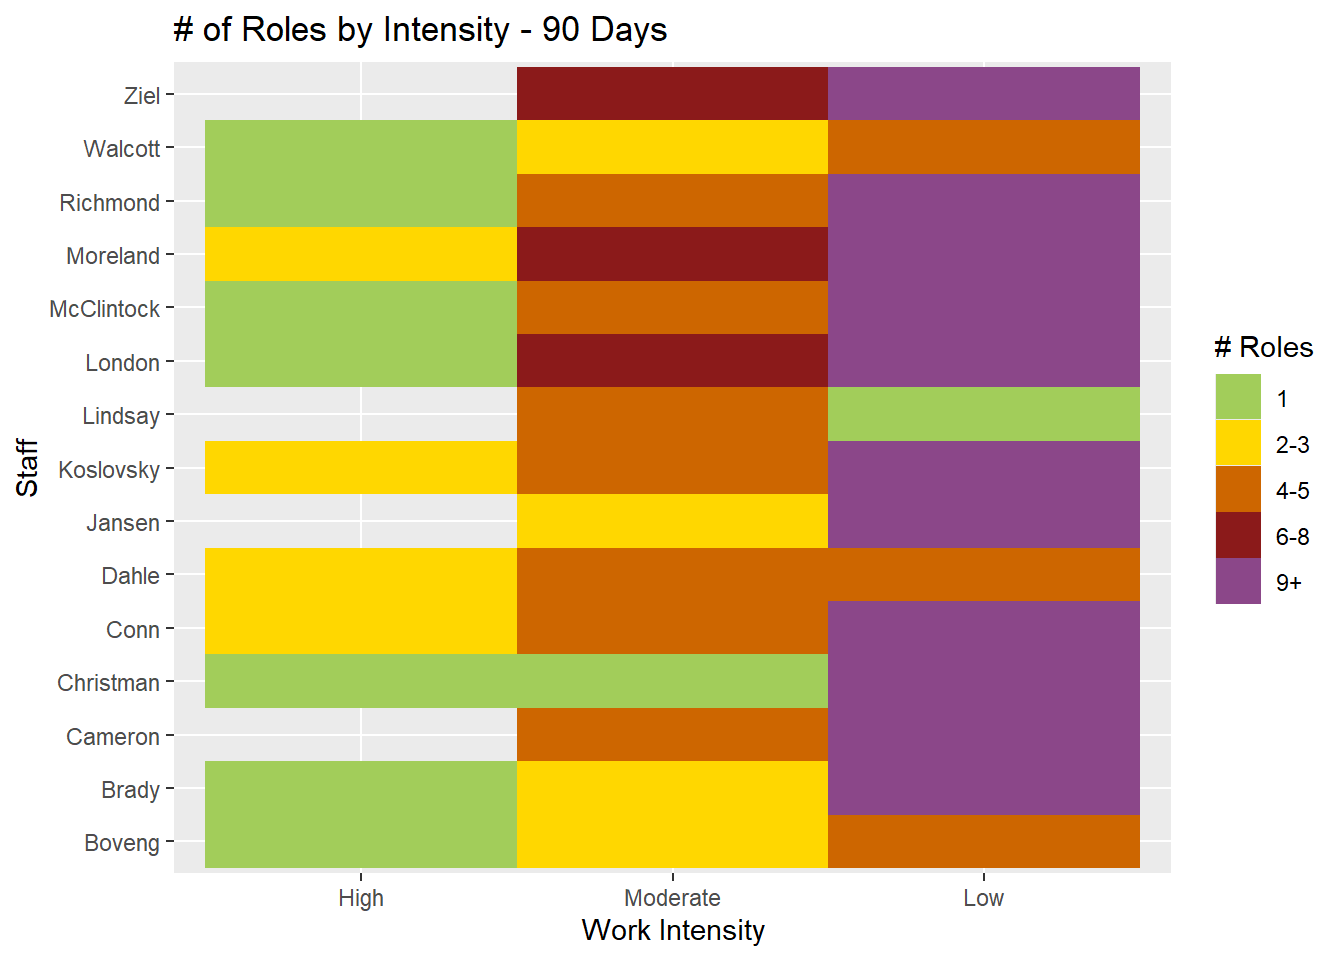 # of Roles by Intensity - 90 Days
Ziel
Walcott
Richmond
Moreland
McClintock
London
Lindsay
Koslovsky
Jansen
Dahle
Conn
Christman
Cameron
Brady
Boveng
Staff
High Moderate Low
Work Intensity
# Roles
1
2-3
4-5
6-8
9+